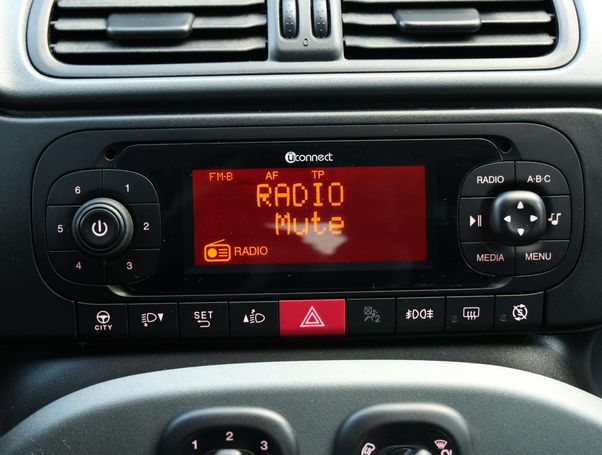 uconnect
FM-B AF TP
RADIO
Mute
RADIO
6 1
5 2
4 3
RADIO A·B·C
MEDIA MENU
CITY
SET
2
1 2 3